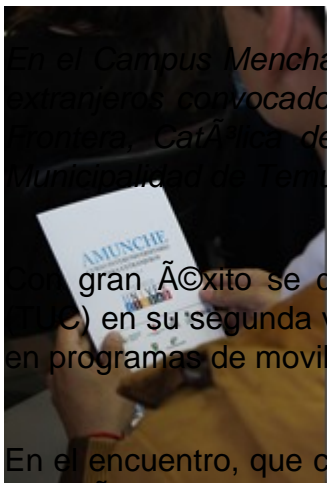 En el Campus Mencha
extranjeros convocado
Frontera, CatÃ³lica de
Municipalidad de Temu
AMUNCHE
Con gran Ã©xito se d
(TUC) en su segunda v
en programas de movil
En el encuentro, que c